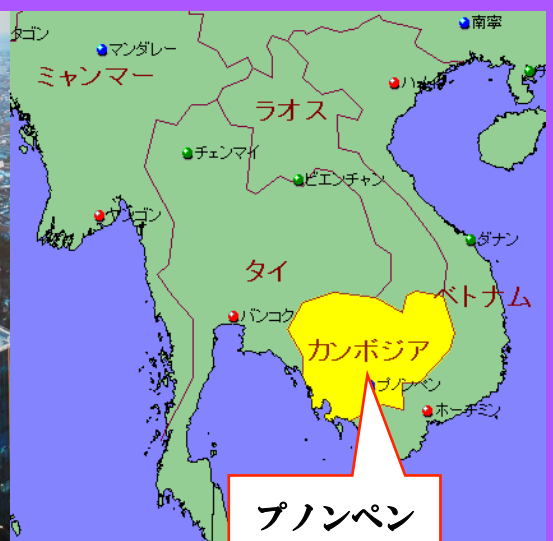 タゴン
南寧
マンダレー
ミャンマー
ハノイ
ラオス
チェンマイ
ビエンチャン
ヤンゴン
ダナン
タイ
ベトナム
バンコク
カンボジア
プノンペン
ホーチミン
プノンペン